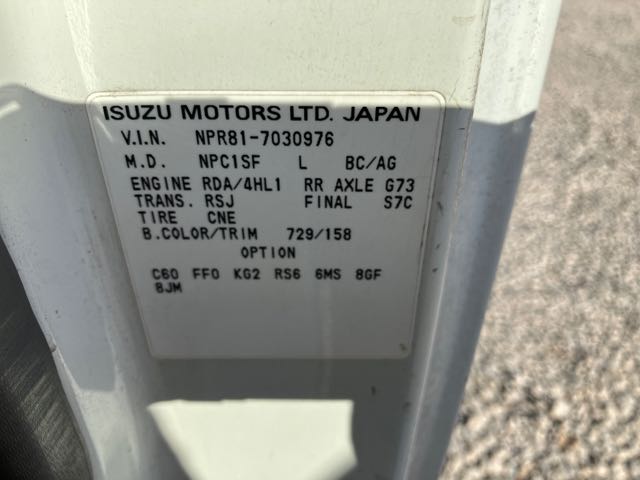 ISUZU MOTORS LTD. JAPAN
V.I.N. NPR81-7030976
M.D. NPC1SF L BC/AG
ENGINE RDA/4HL1 RR AXLE G73
TRANS. RSJ FINAL S7C
TIRE CNE
B.COLOR/TRIM 729/158
OPTION
C60 FF0 KG2 RS6 6MS 8GF
8JM